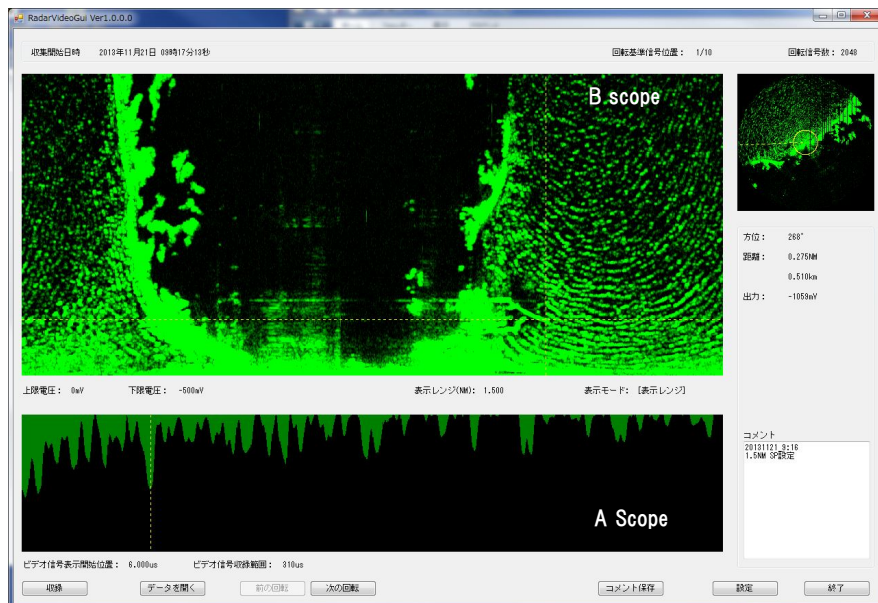 RadarVideoGui Ver1.0.0.0
収集開始日時 2013年11月21日 09時17分13秒 回転基準信号位置： 1/10 回転信号数： 2048
B scope
方位： 268°
距離： 0.275NM
0.510km
出力： -1059mV
上限電圧： 0mV 下限電圧： -500mV 表示レンジ(NM)： 1.500 表示モード： [表示レンジ]
コメント
20131121_9:16
1.5NM SP設定
A Scope
ビデオ信号表示開始位置： 6.000us ビデオ信号収録範囲： 310us
収録 データを開く 前の回転 次の回転 コメント保存 設定 終了